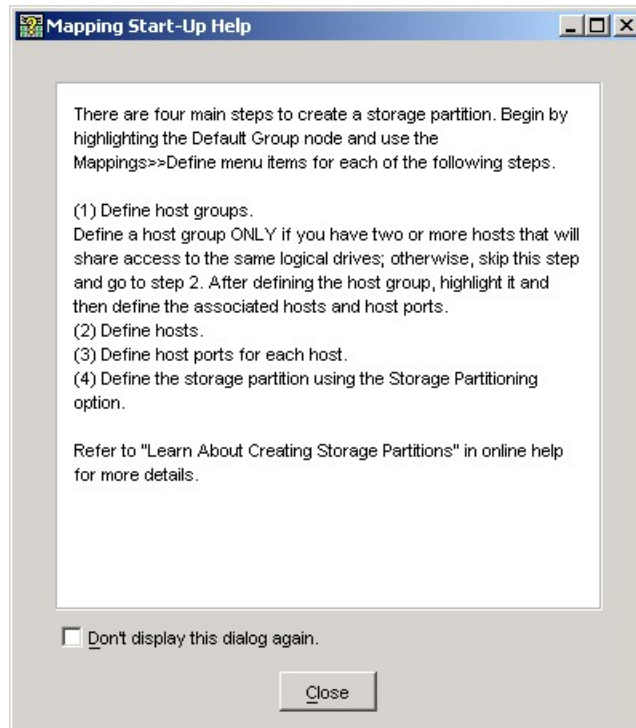 Mapping Start-Up Help
There are four main steps to create a storage partition. Begin by
highlighting the Default Group node and use the
Mappings>>Define menu items for each of the following steps.
(1) Define host groups.
Define a host group ONLY if you have two or more hosts that will
share access to the same logical drives; otherwise, skip this step
and go to step 2. After defining the host group, highlight it and
then define the associated hosts and host ports.
(2) Define hosts.
(3) Define host ports for each host.
(4) Define the storage partition using the Storage Partitioning
option.
Refer to "Learn About Creating Storage Partitions" in online help
for more details.
Don't display this dialog again.
Close